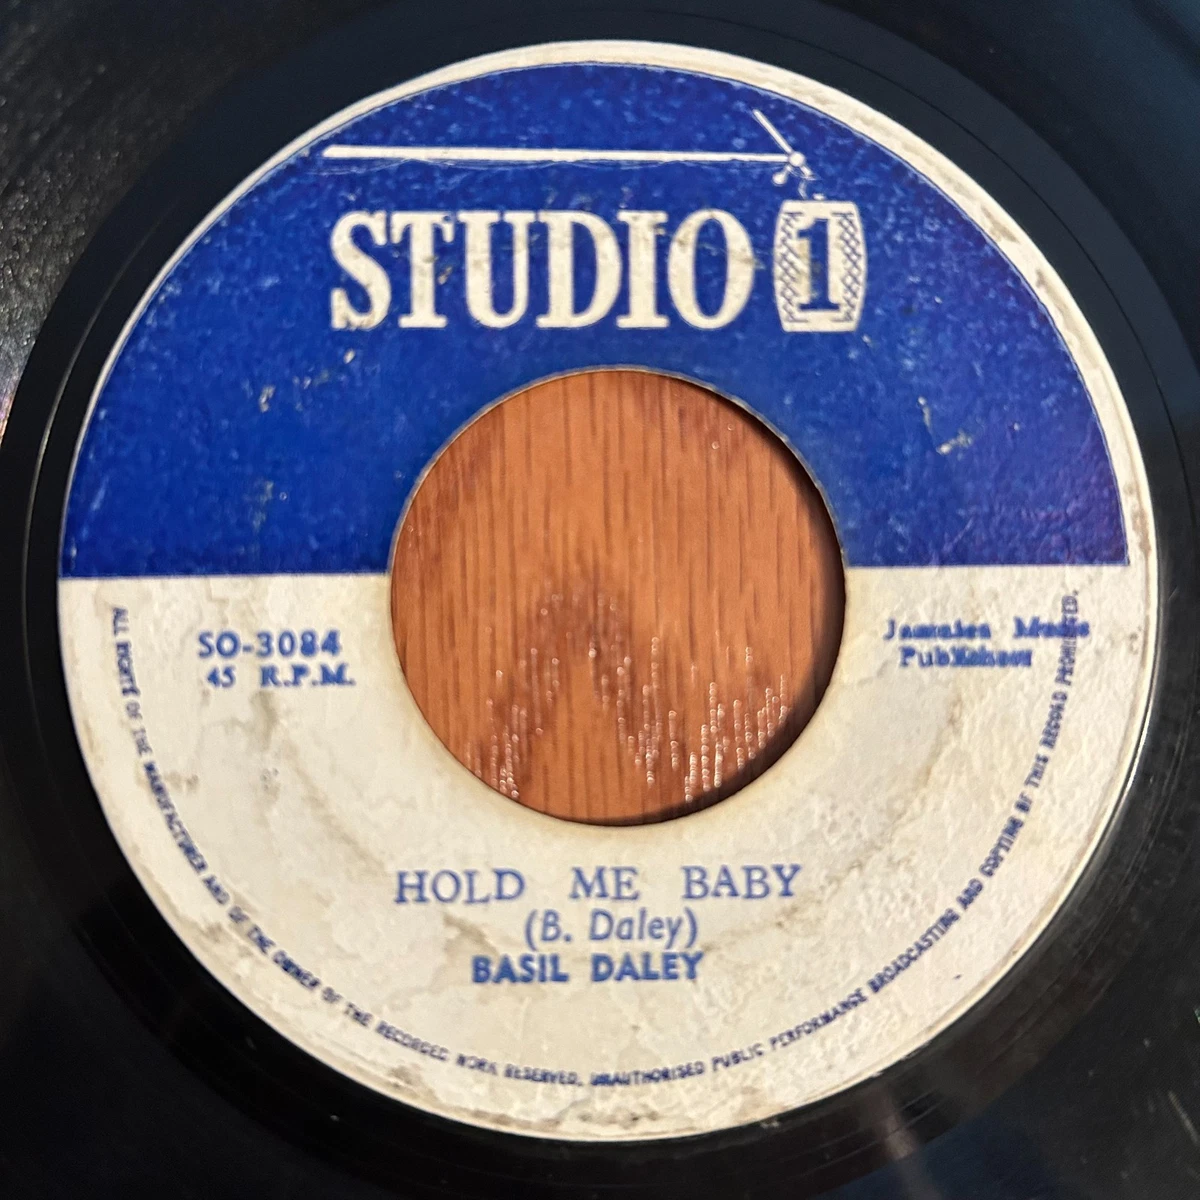 STUDIO 1
SO-3084
45 R.P.M.
Jamaica Music
Publishers
HOLD ME BABY
(B. Daley)
BASIL DALEY
ALL RIGHTS OF THE MANUFACTURER AND OF THE OWNER OF THE RECORDED WORK RESERVED. UNAUTHORISED PUBLIC PERFORMANCE BROADCASTING AND COPYING OF THIS RECORD PROHIBITED.